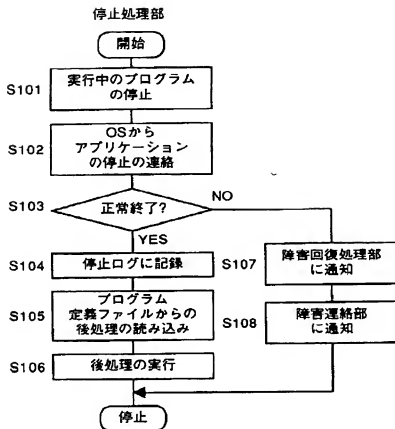 停止処理部
開始
S101
実行中のプログラム
の停止
S102
OSから
アプリケーション
の停止の連絡
S103
正常終了?
NO
YES
S104
停止ログに記録
S107
障害回復処理部
に通知
S105
プログラム
定義ファイルからの
後処理の読み込み
S108
障害連絡部
に通知
S106
後処理の実行
停止